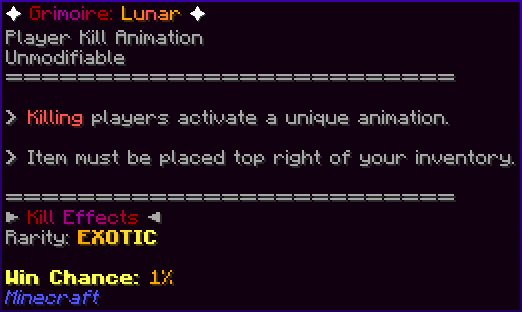 ✦ Grimoire: Lunar ✦
Player Kill Animation
Unmodifiable
============================
> Killing players activate a unique animation.
> Item must be placed top right of your inventory.
============================
► Kill Effects ◄
Rarity: EXOTIC
Win Chance: 1%
Minecraft